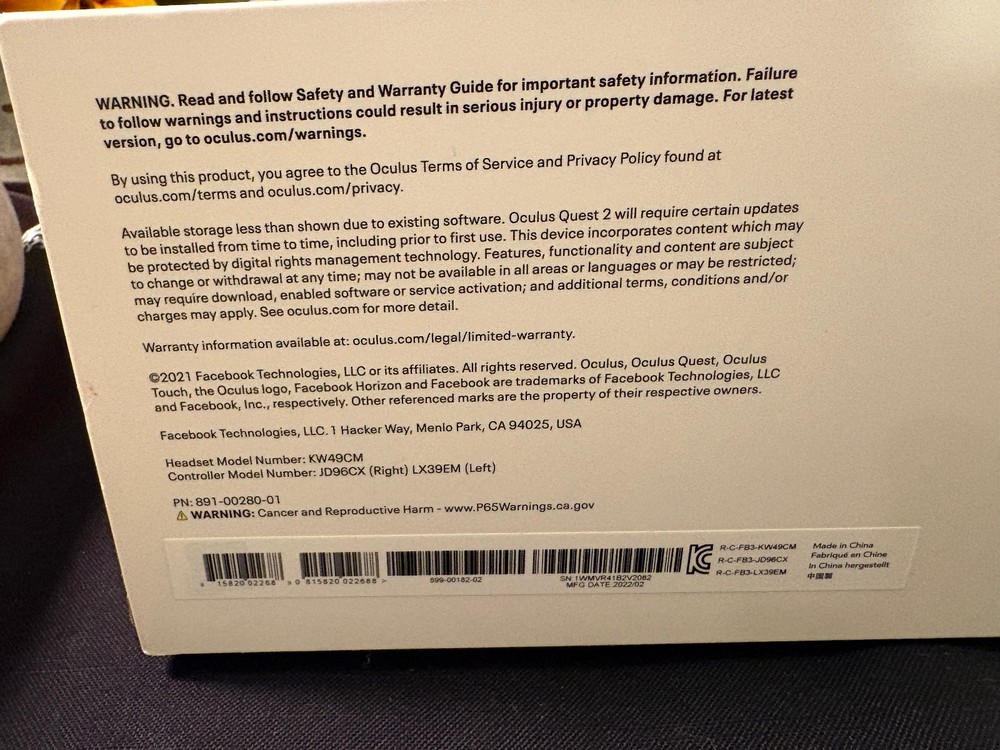 WARNING. Read and follow Safety and Warranty Guide for important safety information. Failure
to follow warnings and instructions could result in serious injury or property damage. For latest
version, go to oculus.com/warnings.
By using this product, you agree to the Oculus Terms of Service and Privacy Policy found at
oculus.com/terms and oculus.com/privacy.
Available storage less than shown due to existing software. Oculus Quest 2 will require certain updates
to be installed from time to time, including prior to first use. This device incorporates content which may
be protected by digital rights management technology. Features, functionality and content are subject
to change or withdrawal at any time; may not be available in all areas or languages or may be restricted;
may require download, enabled software or service activation; and additional terms, conditions and/or
charges may apply. See oculus.com for more detail.
Warranty information available at: oculus.com/legal/limited-warranty.
©2021 Facebook Technologies, LLC or its affiliates. All rights reserved. Oculus, Oculus Quest, Oculus
Touch, the Oculus logo, Facebook Horizon and Facebook are trademarks of Facebook Technologies, LLC
and Facebook, Inc., respectively. Other referenced marks are the property of their respective owners.
Facebook Technologies, LLC. 1 Hacker Way, Menlo Park, CA 94025, USA
Headset Model Number: KW49CM
Controller Model Number: JD96CX (Right) LX39EM (Left)
PN: 891-00280-01
⚠ WARNING: Cancer and Reproductive Harm - www.P65Warnings.ca.gov
15820 02268
0 815820 022688 >
899-00182-02
SN:1WMVR41B2V2082
MFG DATE:2022/02
R-C-FB3-KW49CM
R-C-FB3-JD96CX
R-C-FB3-LX39EM
Made in China
Fabriqué en Chine
In China hergestellt
中国製